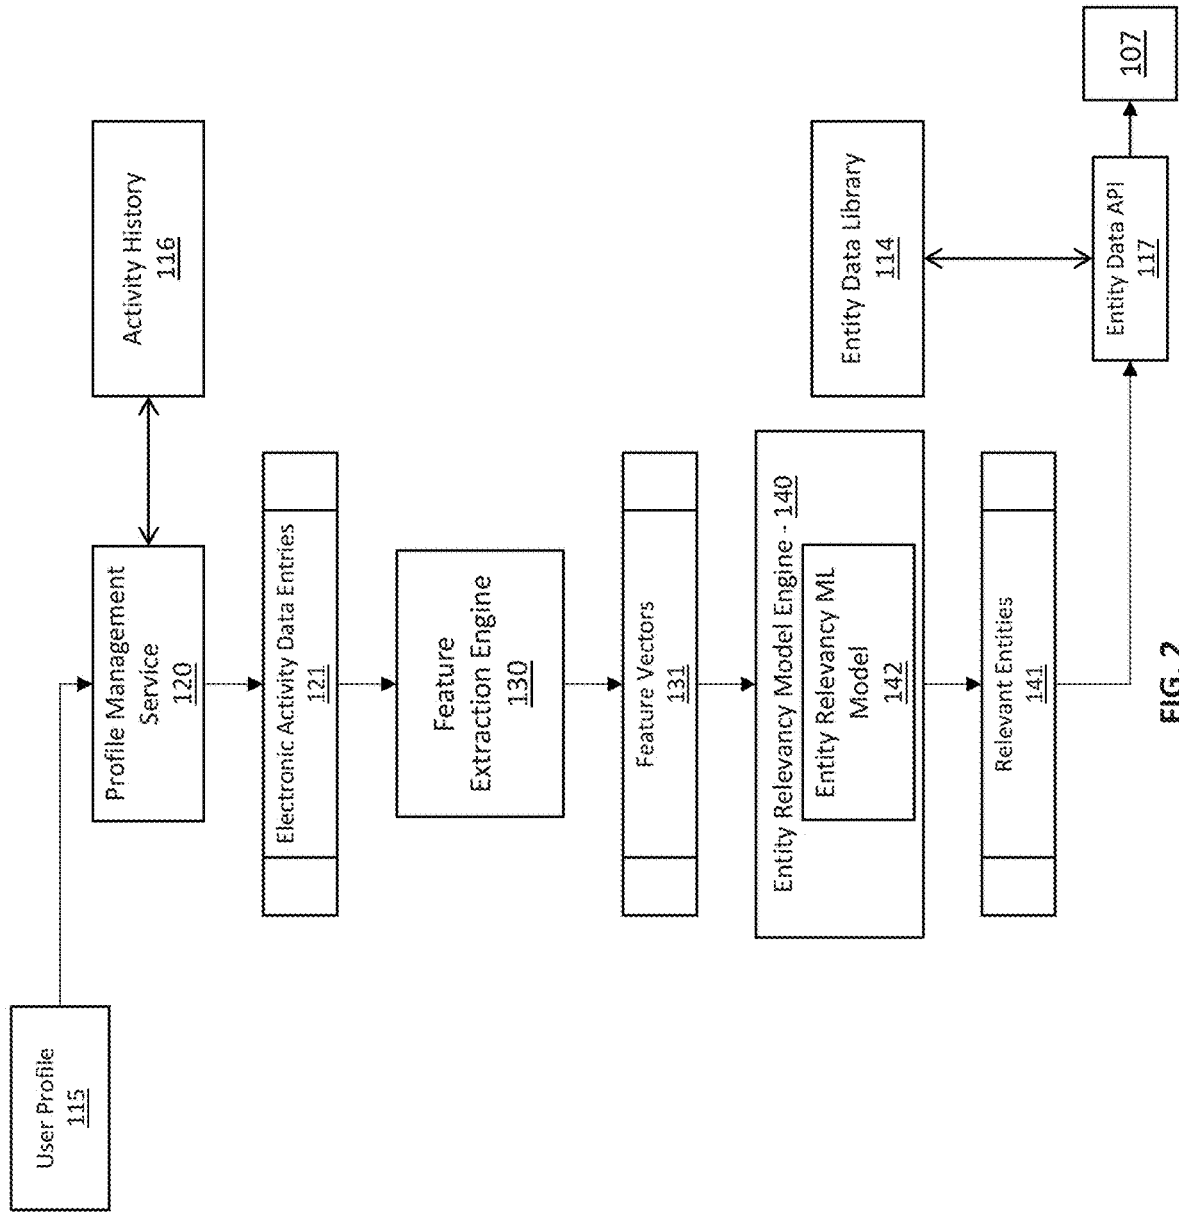 User Profile
115
Profile Management
Service
120
Activity History
116
Electronic Activity Data Entries
121
Feature
Extraction Engine
130
Feature Vectors
131
Entity Relevancy Model Engine - 140
Entity Relevancy ML
Model
142
Entity Data Library
114
Relevant Entities
141
Entity Data API
117
107
FIG. 2